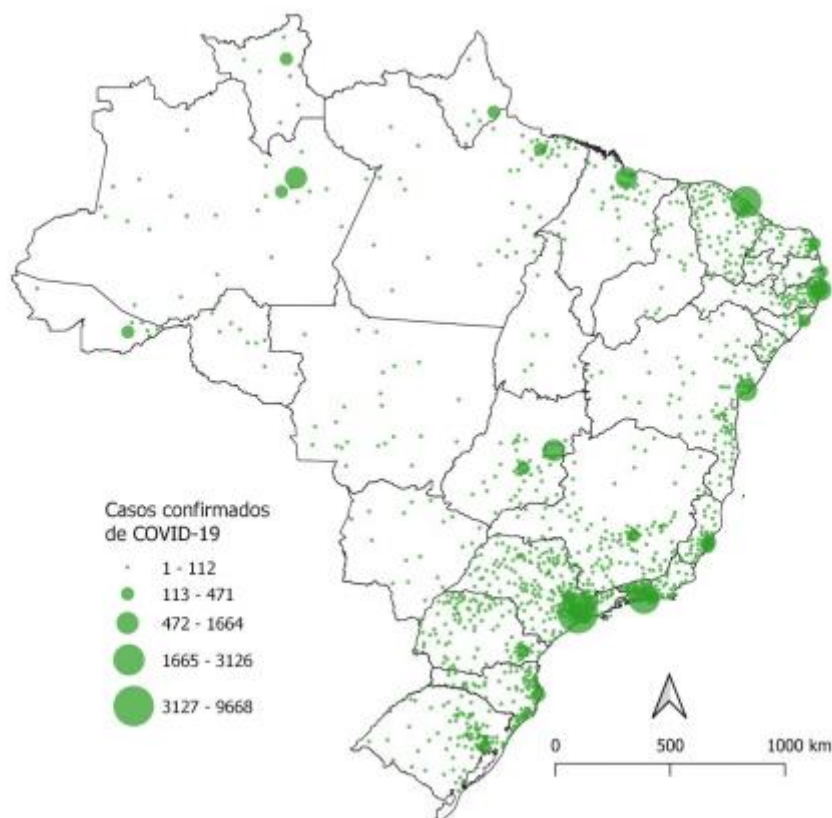 Casos confirmados
de COVID-19
1 - 112
113 - 471
472 - 1664
1665 - 3126
3127 - 9668
0 500 1000 km